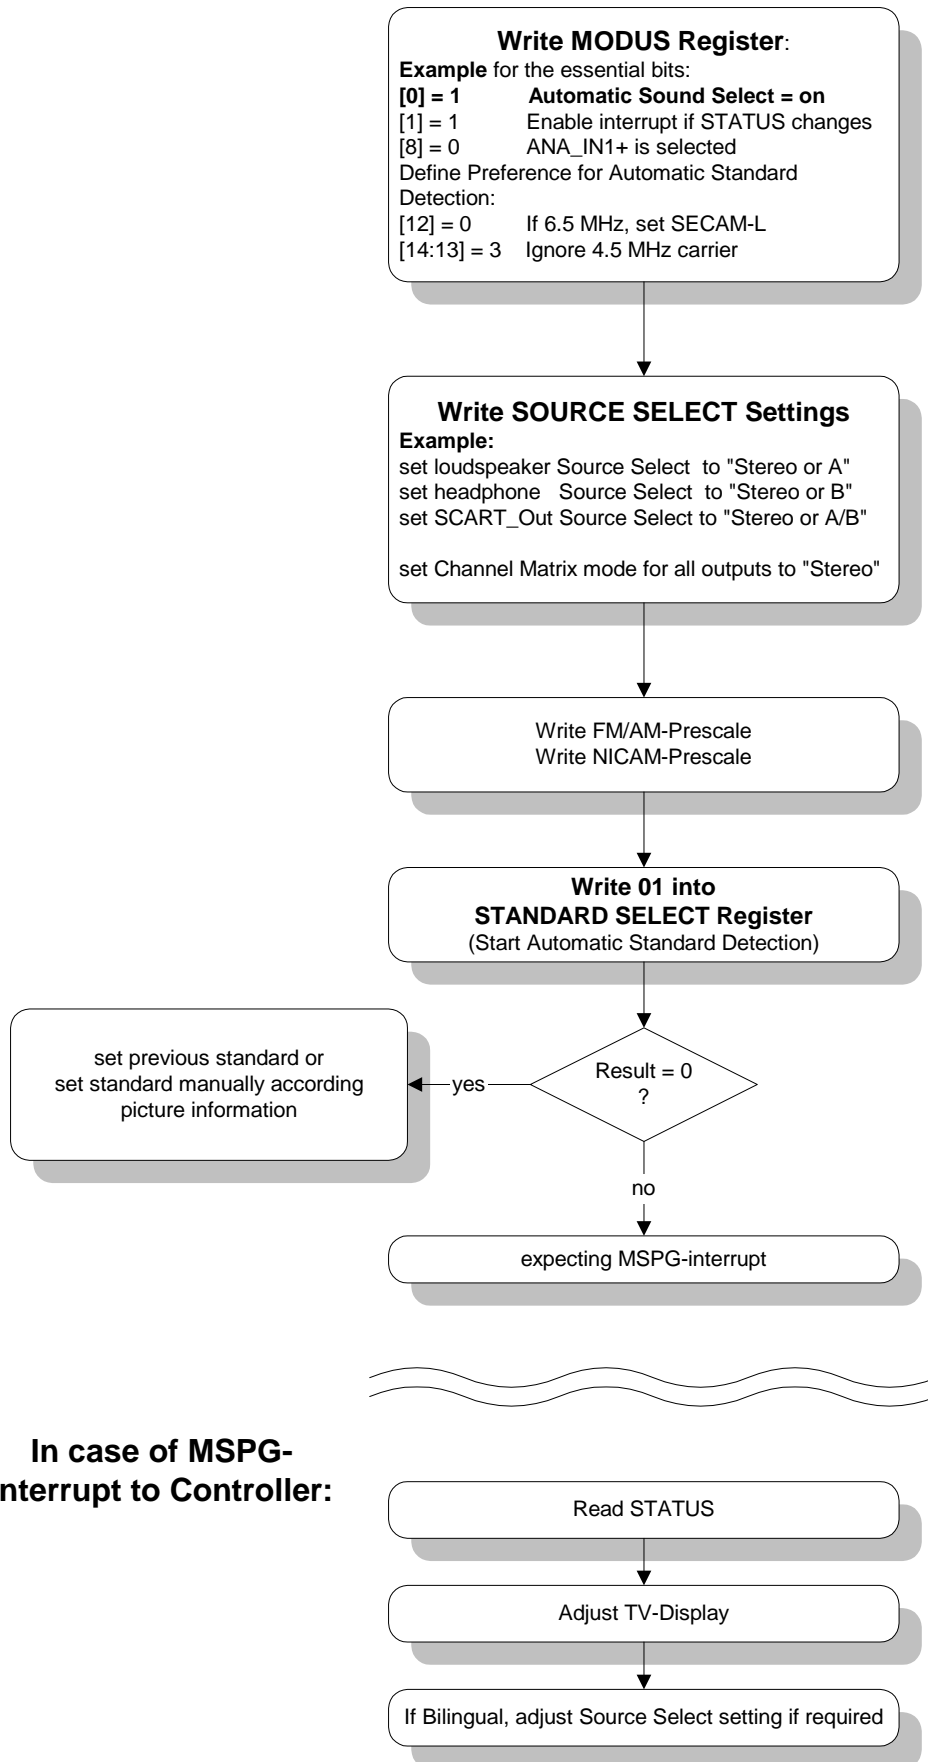 Write MODUS Register:
Example for the essential bits:
[0] = 1 Automatic Sound Select = on
[1] = 1 Enable interrupt if STATUS changes
[8] = 0 ANA_IN1+ is selected
Define Preference for Automatic Standard
Detection:
[12] = 0 If 6.5 MHz, set SECAM-L
[14:13] = 3 Ignore 4.5 MHz carrier
Write SOURCE SELECT Settings
Example:
set loudspeaker Source Select to "Stereo or A"
set headphone Source Select to "Stereo or B"
set SCART_Out Source Select to "Stereo or A/B"
set Channel Matrix mode for all outputs to "Stereo"
Write FM/AM-Prescale
Write NICAM-Prescale
Write 01 into
STANDARD SELECT Register
(Start Automatic Standard Detection)
Result = 0
?
yes
set previous standard or
set standard manually according
picture information
no
expecting MSPG-interrupt
In case of MSPG-
nterrupt to Controller:
Read STATUS
Adjust TV-Display
If Bilingual, adjust Source Select setting if required